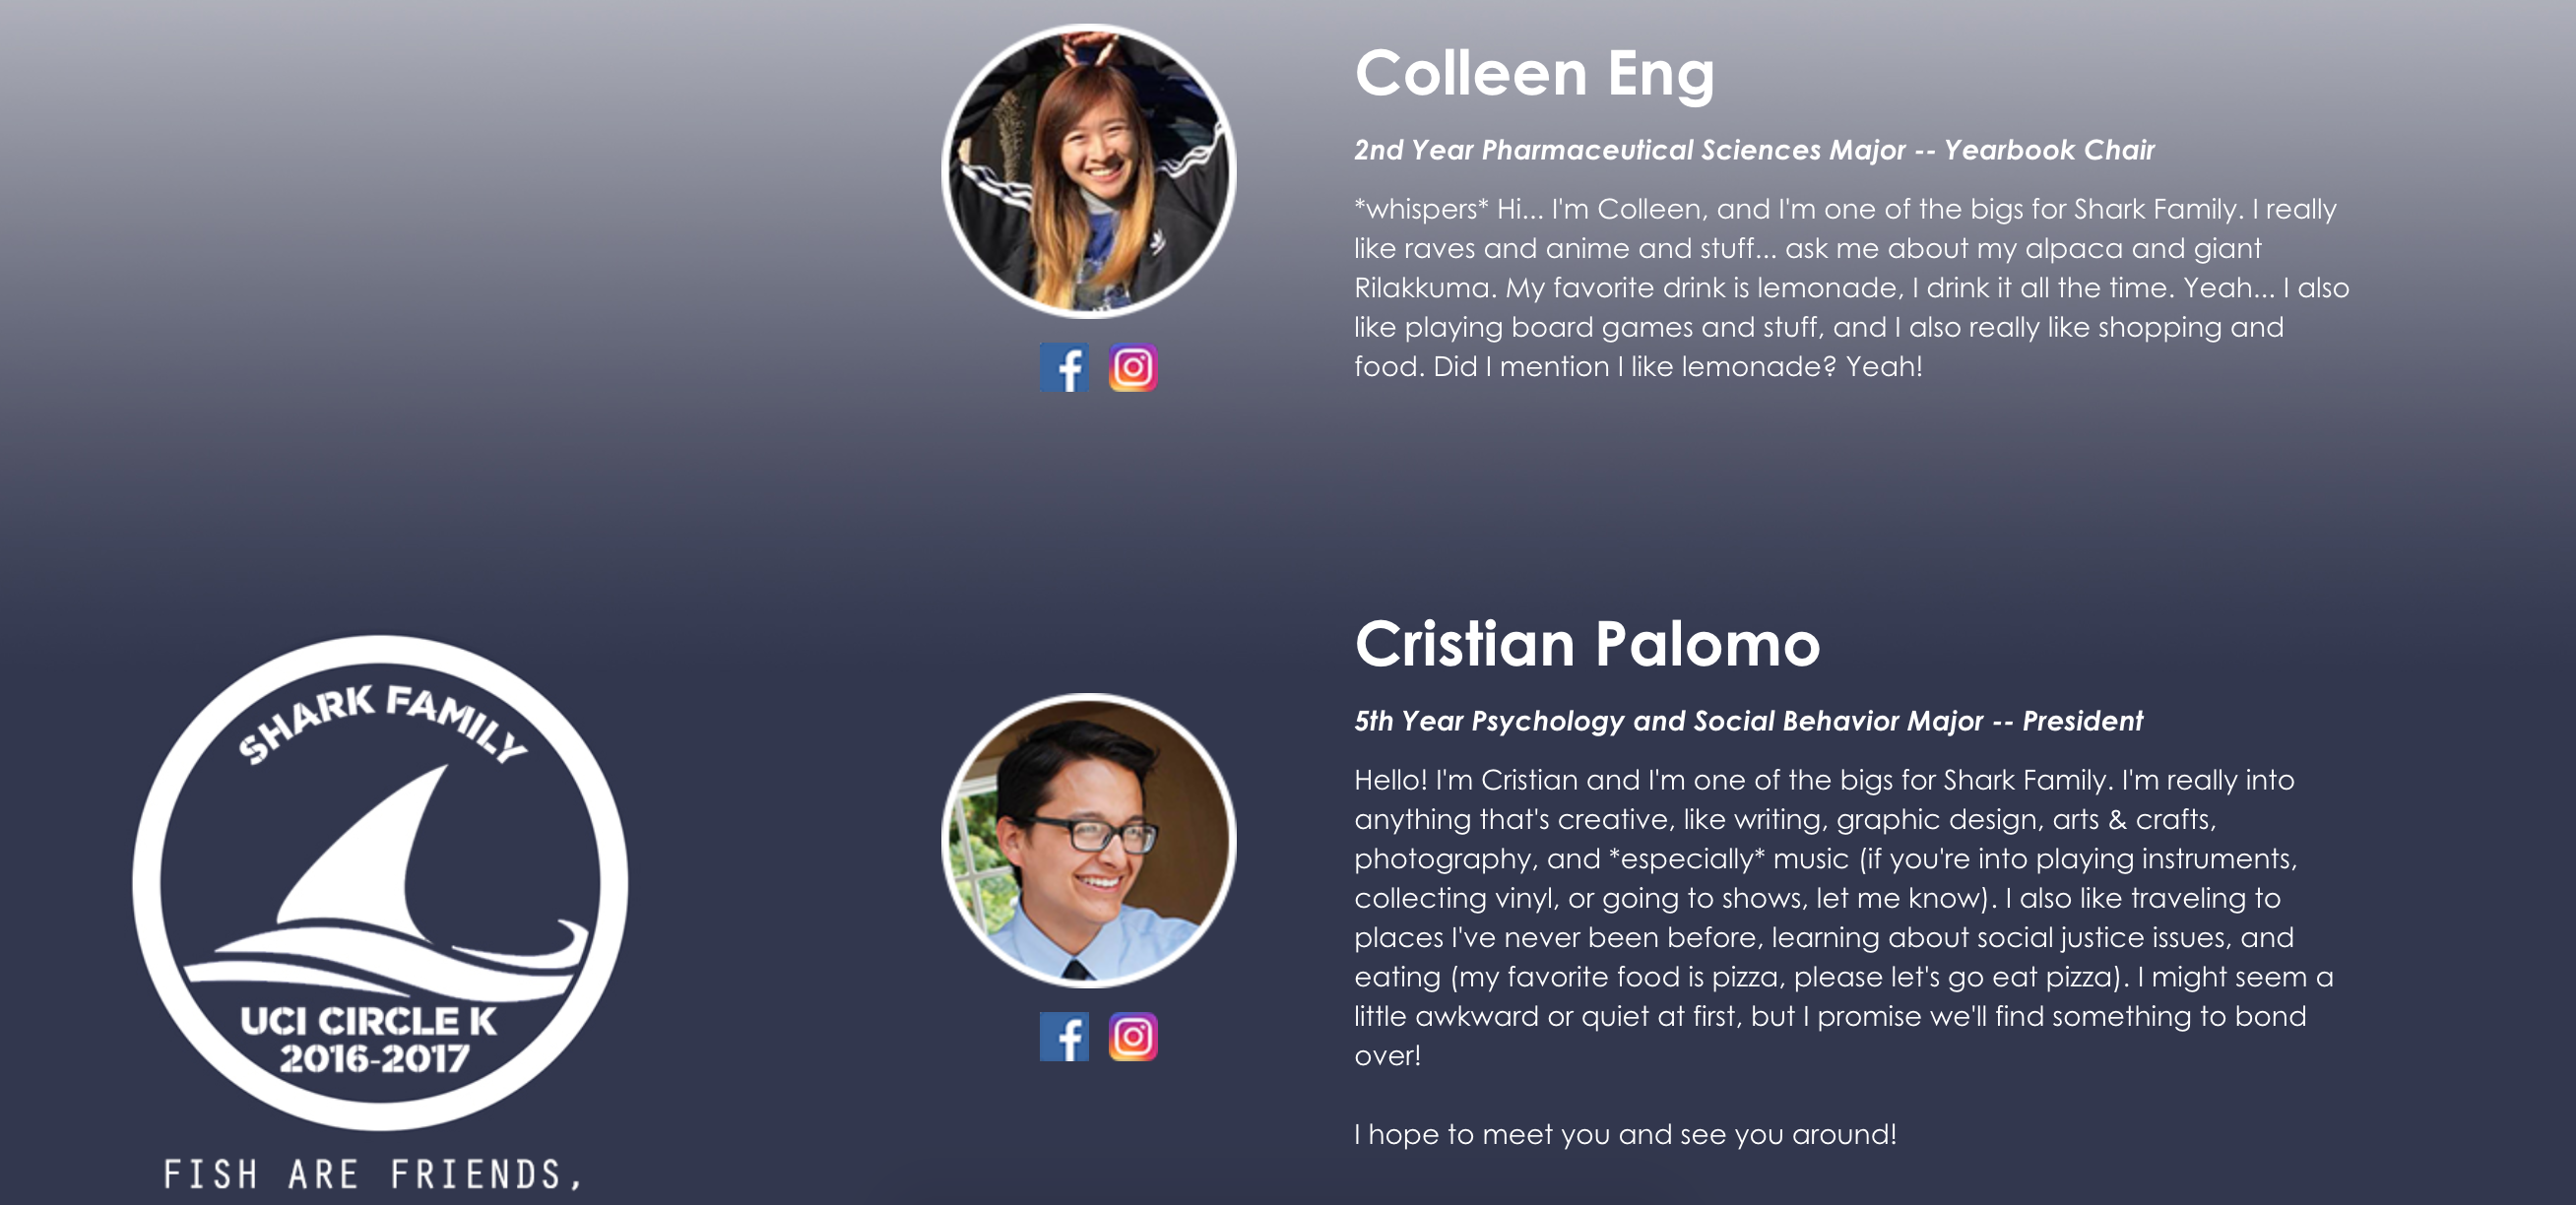 Colleen Eng
2nd Year Pharmaceutical Sciences Major -- Yearbook Chair
*whispers* Hi... I'm Colleen, and I'm one of the bigs for Shark Family. I really
like raves and anime and stuff... ask me about my alpaca and giant
Rilakkuma. My favorite drink is lemonade, I drink it all the time. Yeah... I also
like playing board games and stuff, and I also really like shopping and
food. Did I mention I like lemonade? Yeah!
SHARK FAMILY
UCI CIRCLE K
2016-2017
FISH ARE FRIENDS,
Cristian Palomo
5th Year Psychology and Social Behavior Major -- President
Hello! I'm Cristian and I'm one of the bigs for Shark Family. I'm really into
anything that's creative, like writing, graphic design, arts & crafts,
photography, and *especially* music (if you're into playing instruments,
collecting vinyl, or going to shows, let me know). I also like traveling to
places I've never been before, learning about social justice issues, and
eating (my favorite food is pizza, please let's go eat pizza). I might seem a
little awkward or quiet at first, but I promise we'll find something to bond
over!
I hope to meet you and see you around!